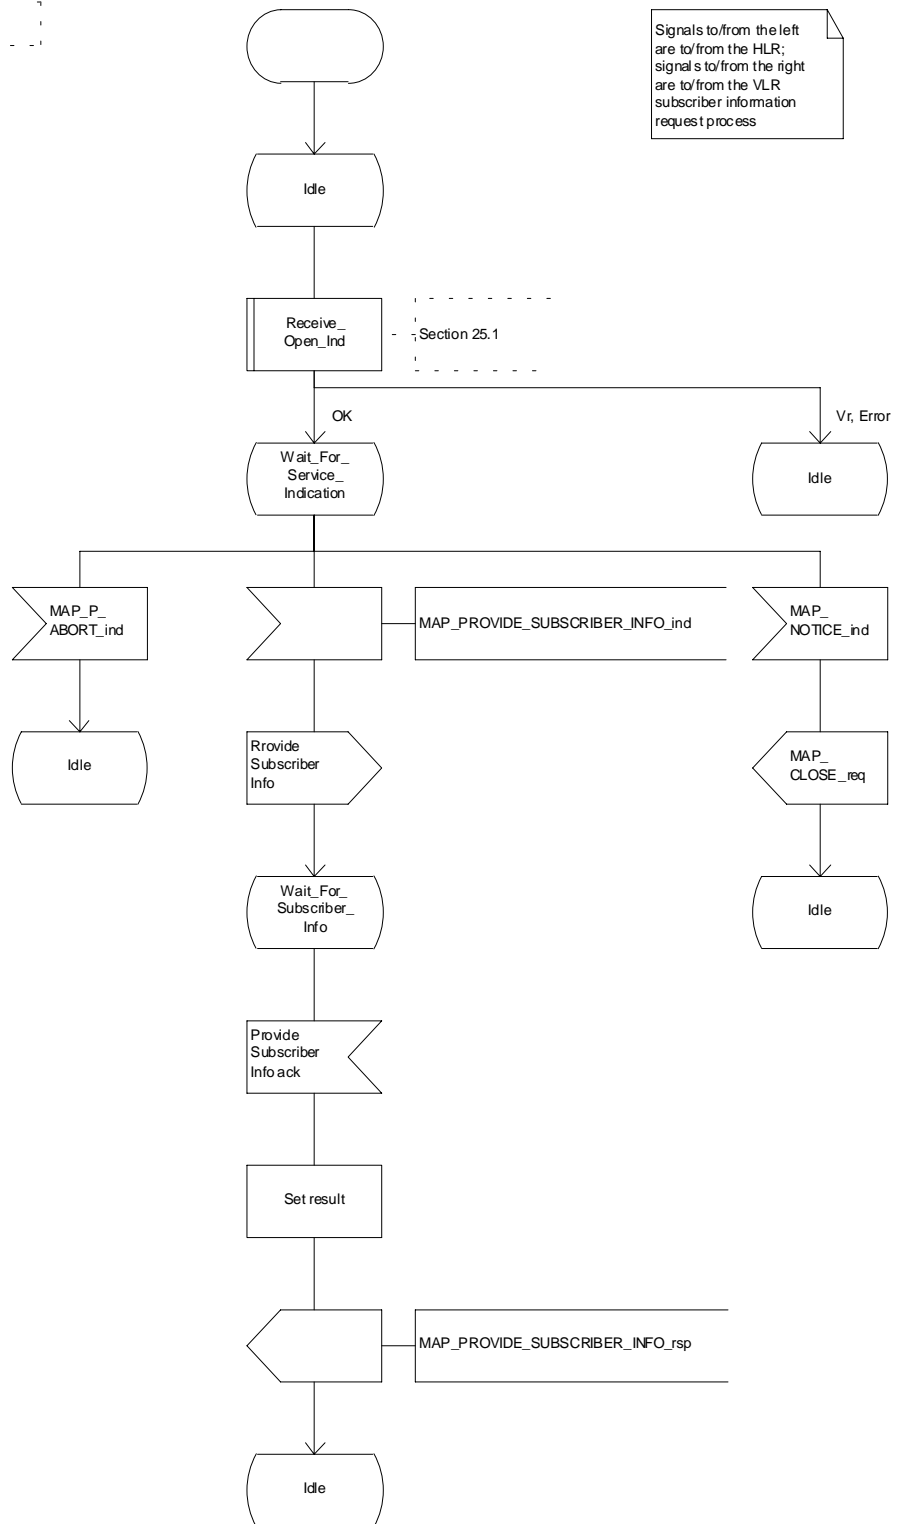 Signals to/from the left
are to/from the HLR;
signals to/from the right
are to/from the VLR
subscriber information
request process
Idle
Receive_
Open_Ind
Section 25.1
OK
Vr, Error
Wait_For_
Service_
Indication
Idle
MAP_P_
ABORT_ind
MAP_PROVIDE_SUBSCRIBER_INFO_ind
MAP_
NOTICE_ind
Idle
Rrovide
Subscriber
Info
MAP_
CLOSE_req
Wait_For_
Subscriber_
Info
Idle
Provide
Subscriber
Info ack
Set result
MAP_PROVIDE_SUBSCRIBER_INFO_rsp
Idle